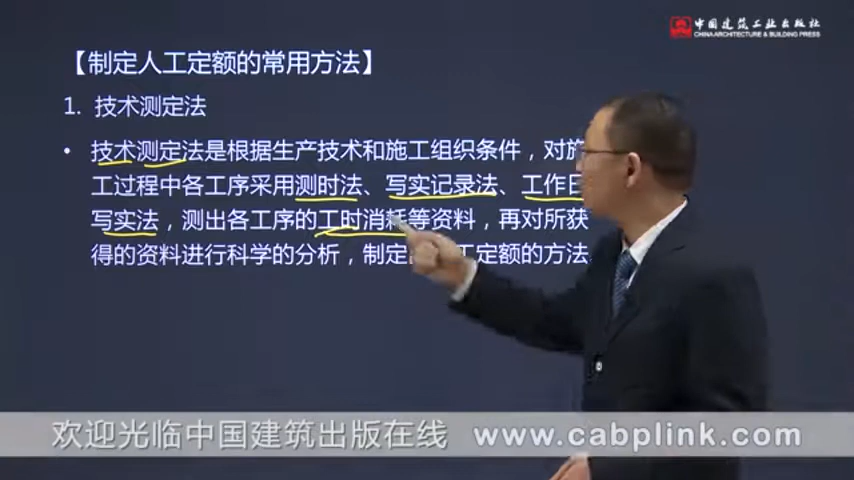 中国建筑工业出版社
CHINA ARCHITECTURE & BUILDING PRESS
【制定人工定额的常用方法】
1. 技术测定法
• 技术测定法是根据生产技术和施工组织条件，对施
工过程中各工序采用测时法、写实记录法、工作日
写实法，测出各工序的工时消耗等资料，再对所获
得的资料进行科学的分析，制定 工定额的方法
欢迎光临中国建筑出版在线 www.cabplink.com